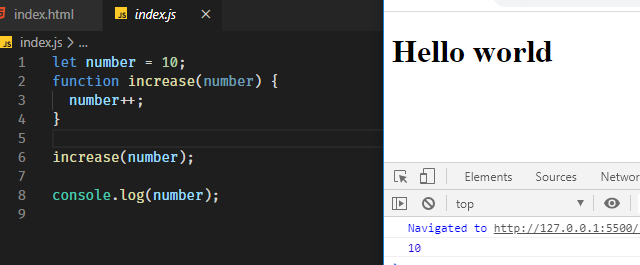 index.html
JS index.js ×
JS index.js > ...
1 let number = 10;
2 function increase(number) {
3 number++;
4 }
5
6 increase(number);
7
8 console.log(number);
9
Hello world
Elements Sources Networ
top
Navigated to http://127.0.0.1:5500/
10